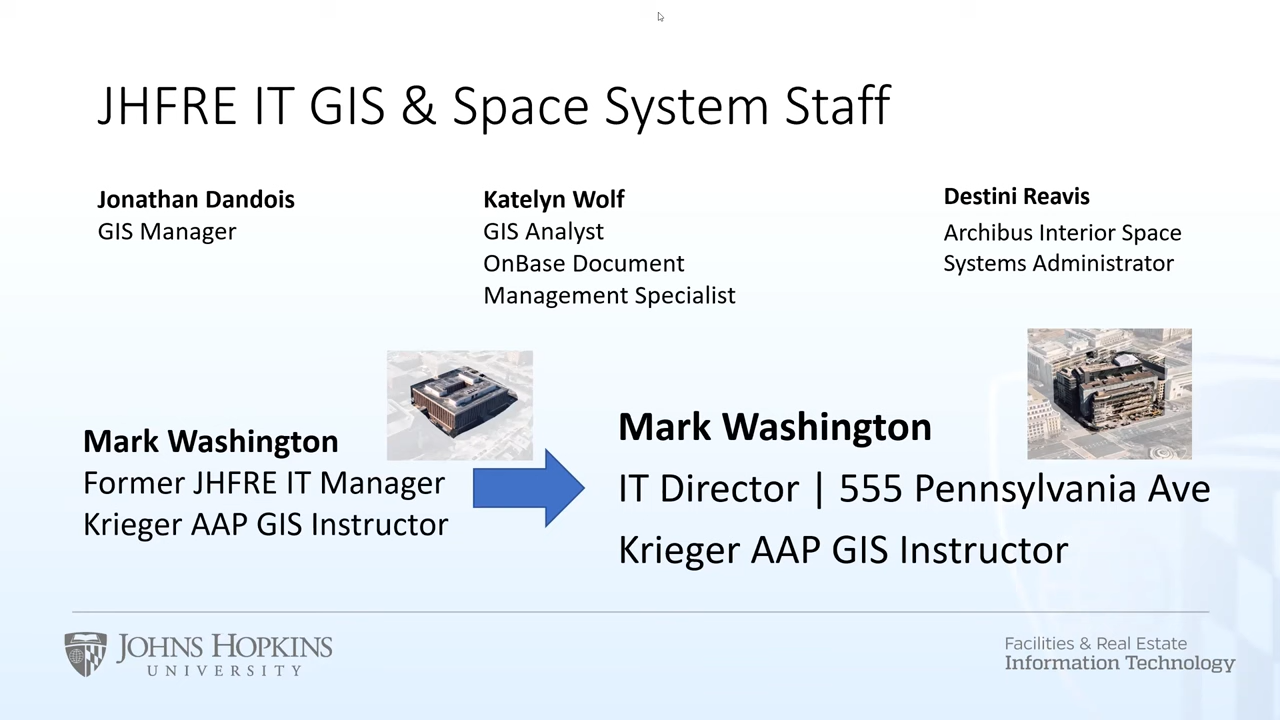 JHFRE IT GIS & Space System Staff
Jonathan Dandois
GIS Manager
Katelyn Wolf
GIS Analyst
OnBase Document
Management Specialist
Destini Reavis
Archibus Interior Space
Systems Administrator
Mark Washington
Former JHFRE IT Manager
Krieger AAP GIS Instructor
Mark Washington
IT Director | 555 Pennsylvania Ave
Krieger AAP GIS Instructor
JOHNS HOPKINS
UNIVERSITY
Facilities & Real Estate
Information Technology